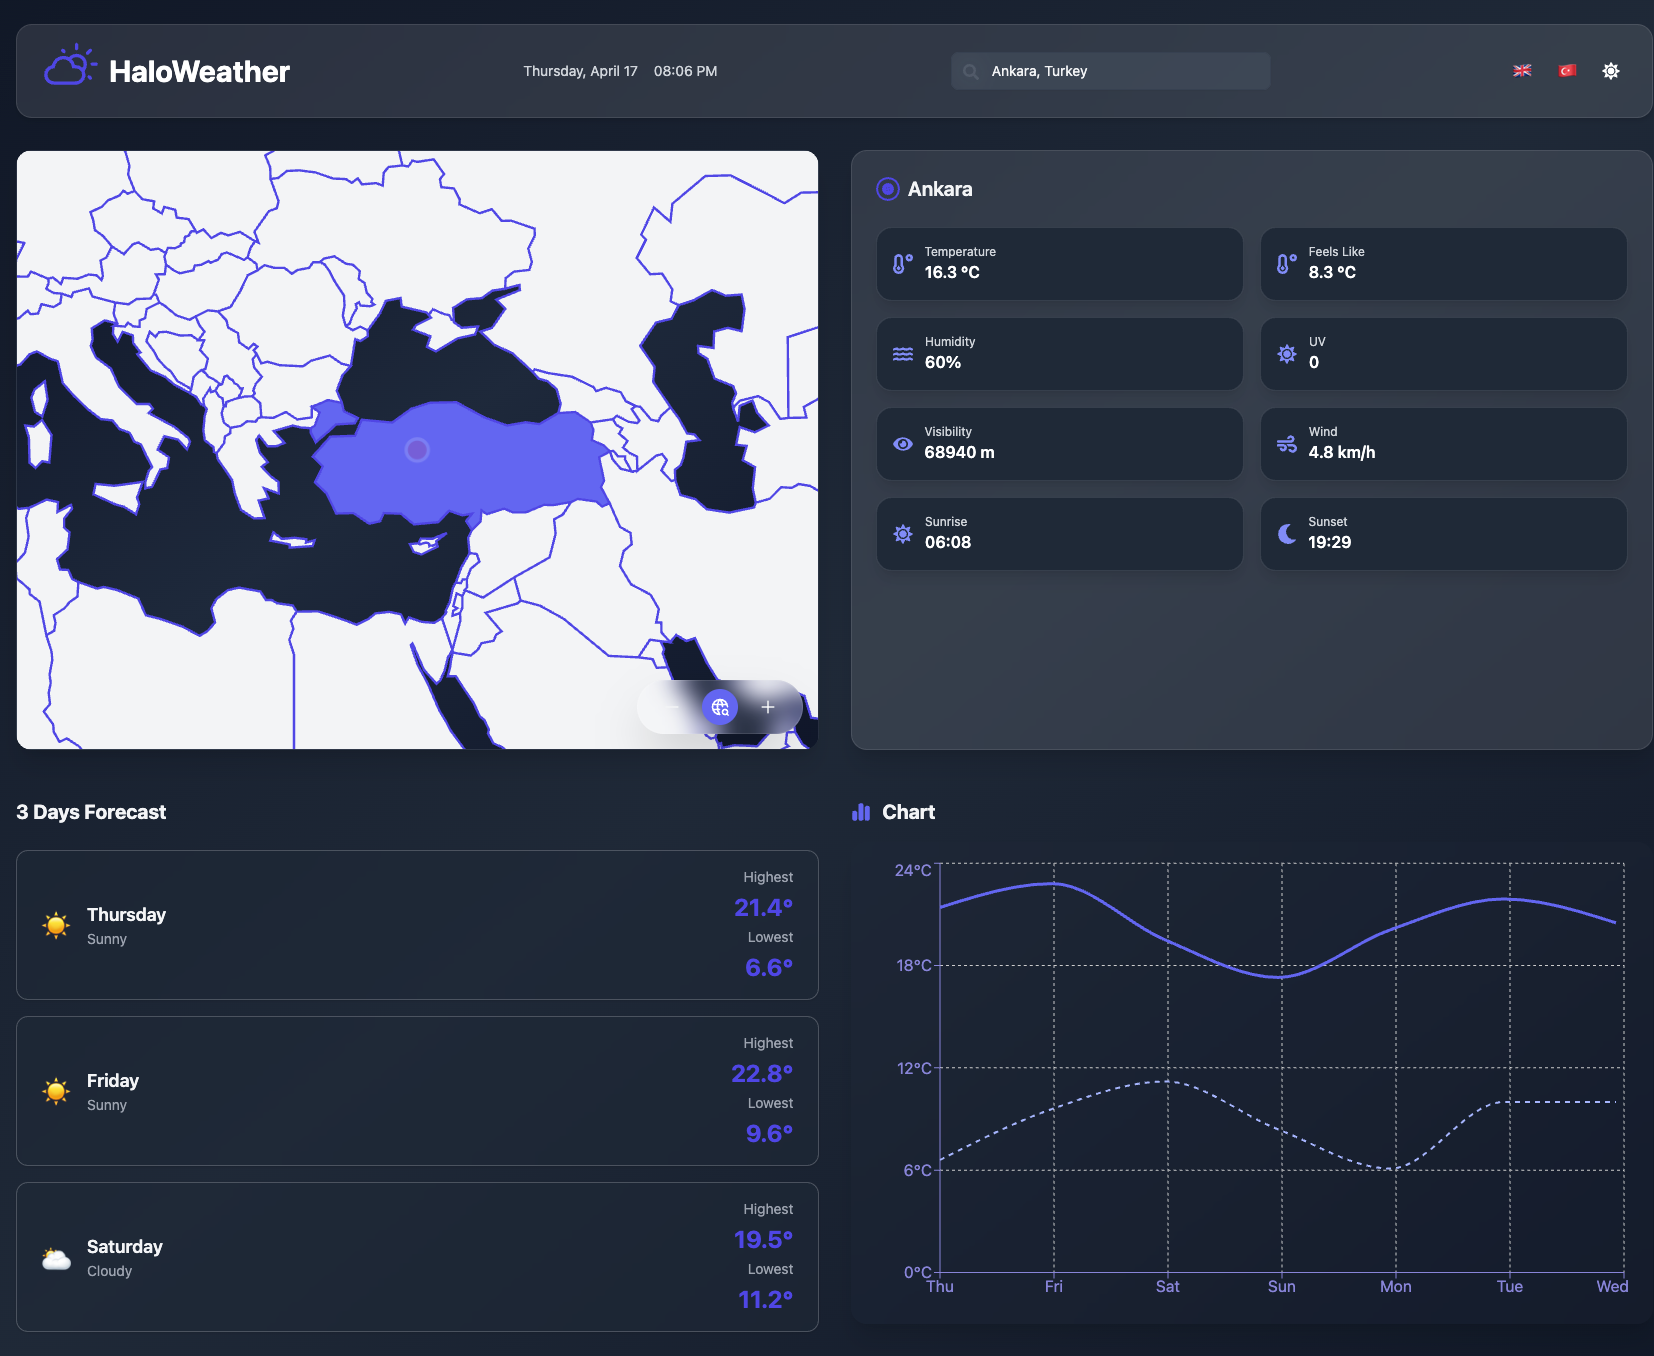 HaloWeather
Thursday, April 17 08:06 PM
Ankara, Turkey
Ankara
Temperature
16.3 °C
Feels Like
8.3 °C
Humidity
60%
UV
0
Visibility
68940 m
Wind
4.8 km/h
Sunrise
06:08
Sunset
19:29
3 Days Forecast
Thursday
Sunny
Highest
21.4°
Lowest
6.6°
Friday
Sunny
Highest
22.8°
Lowest
9.6°
Saturday
Cloudy
Highest
19.5°
Lowest
11.2°
Chart
24°C
18°C
12°C
6°C
0°C
Thu Fri Sat Sun Mon Tue Wed